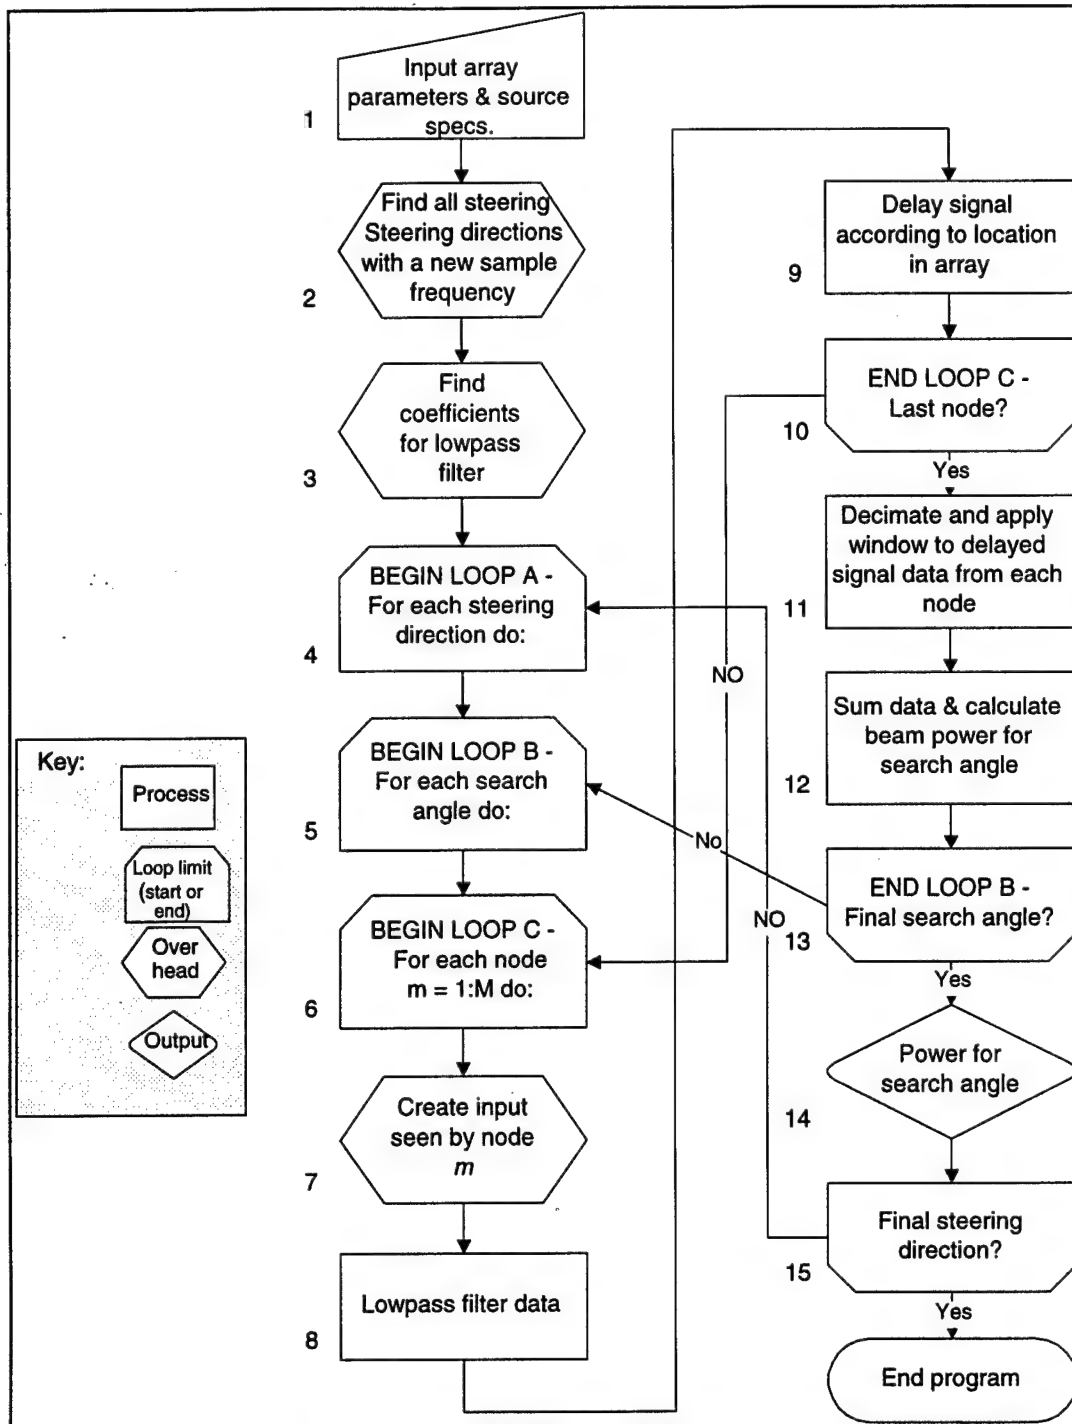 Input array
parameters & source
specs.
1
Find all steering
Steering directions
with a new sample
frequency
2
Find
coefficients
for lowpass
filter
3
BEGIN LOOP A -
For each steering
direction do:
4
BEGIN LOOP B -
For each search
angle do:
5
BEGIN LOOP C -
For each node
m = 1:M do:
6
Create input
seen by node
m
7
Lowpass filter data
8
Delay signal
according to location
in array
9
END LOOP C -
Last node?
10
Yes
NO
Decimate and apply
window to delayed
signal data from each
node
11
Sum data & calculate
beam power for
search angle
12
END LOOP B -
Final search angle?
13
No
Yes
Power for
search angle
14
Final steering
direction?
15
NO
Yes
End program
Key:
Process
Loop limit
(start or
end)
Over
head
Output